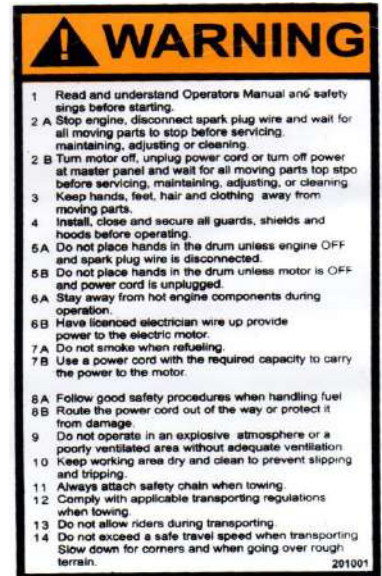 WARNING
1 Read and understand Operators Manual and safety
sings before starting.
2 A Stop engine, disconnect spark plug wire and wait for
all moving parts to stop before servicing.
maintaining, adjusting or cleaning.
2 B Turn motor off, unplug power cord or turn off power
at master panel and wait for all moving parts top stpo
before servicing, maintaining, adjusting, or cleaning
3 Keep hands, feet, hair and clothing away from
moving parts.
4 Install, close and secure all guards, shields and
hoods before operating.
5A Do not place hands in the drum unless engine OFF
and spark plug wire is disconnected.
5B Do not place hands in the drum unless motor is OFF
and power cord is unplugged.
6A Stay away from hot engine components during
operation.
6B Have licenced electrician wire up provide
power to the electric motor.
7A Do not smoke when refueling.
7B Use a power cord with the required capacity to carry
the power to the motor.
8A Follow good safety procedures when handling fuel
8B Route the power cord out of the way or protect it
from damage.
9 Do not operate in an explosive atmosphere or a
poorly ventilated area without adequate ventilation
10 Keep working area dry and clean to prevent slipping
and tripping.
11 Always attach safety chain when towing.
12 Comply with applicable transporting regulations
when towing.
13 Do not allow riders during transporting.
14 Do not exceed a safe travel speed when transporting
Slow down for corners and when going over rough
terrain. 201001